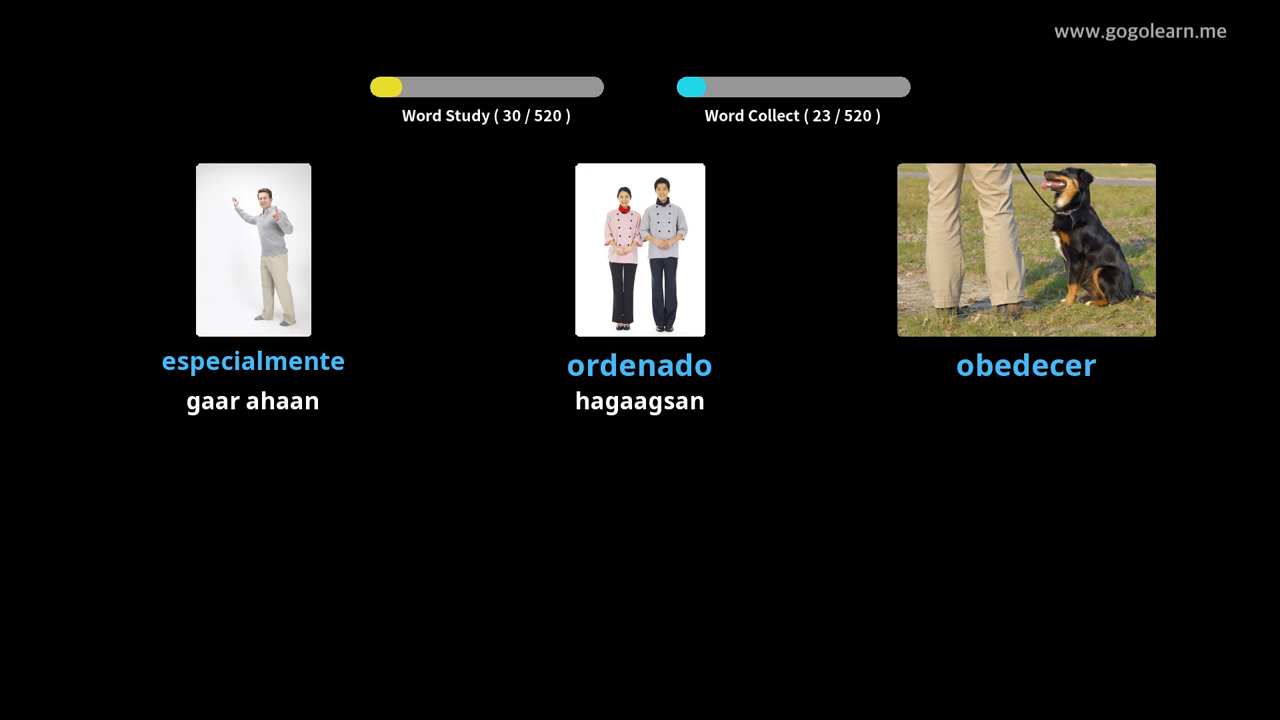 www.gogolearn.me
Word Study ( 30 / 520 )
Word Collect ( 23 / 520 )
especialmente
gaar ahaan
ordenado
hagaagsan
obedecer